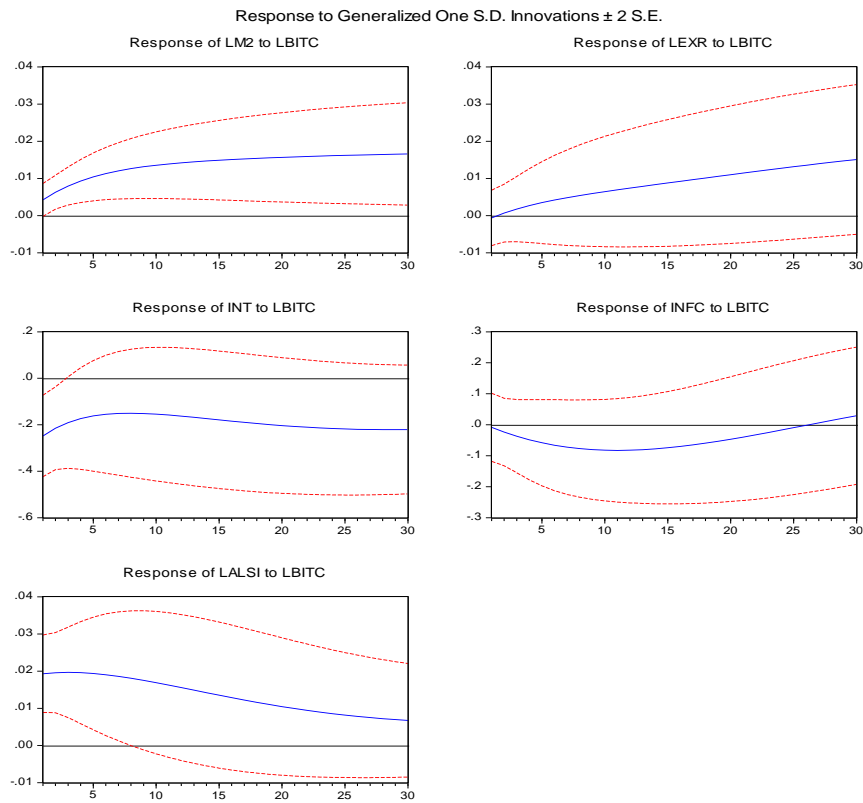 Response to Generalized One S.D. Innovations ± 2 S.E.
Response of LM2 to LBITC
.04
.03
.02
.01
.00
-.01
5 10 15 20 25 30
Response of LEXR to LBITC
.04
.03
.02
.01
.00
-.01
5 10 15 20 25 30
Response of INT to LBITC
.2
.0
-.2
-.4
-.6
5 10 15 20 25 30
Response of INFC to LBITC
.3
.2
.1
.0
-.1
-.2
-.3
5 10 15 20 25 30
Response of LALSI to LBITC
.04
.03
.02
.01
.00
-.01
5 10 15 20 25 30